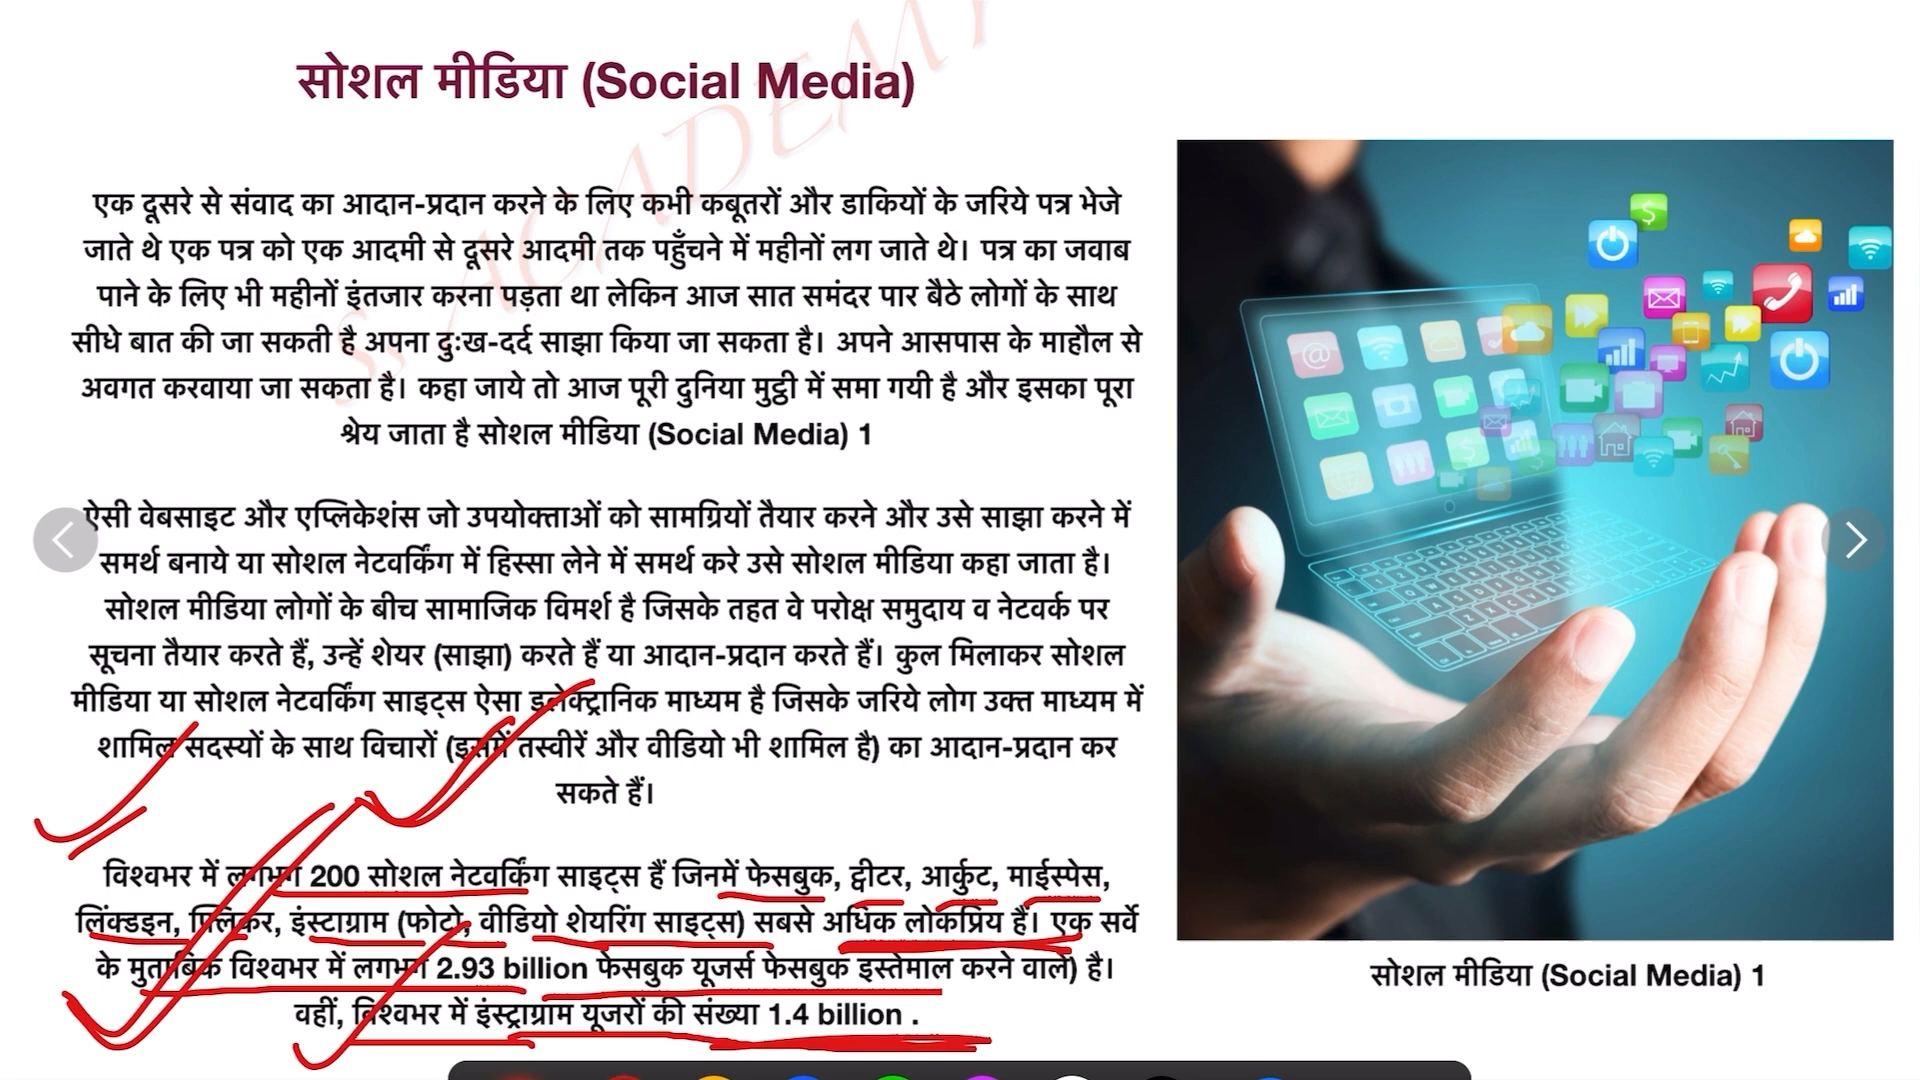 सोशल मीडिया (Social Media)
SS ACADEMY
एक दूसरे से संवाद का आदान-प्रदान करने के लिए कभी कबूतरों और डाकियों के जरिये पत्र भेजे
जाते थे एक पत्र को एक आदमी से दूसरे आदमी तक पहुँचने में महीनों लग जाते थे। पत्र का जवाब
पाने के लिए भी महीनों इंतजार करना पड़ता था लेकिन आज सात समंदर पार बैठे लोगों के साथ
सीधे बात की जा सकती है अपना दुःख-दर्द साझा किया जा सकता है। अपने आसपास के माहौल से
अवगत करवाया जा सकता है। कहा जाये तो आज पूरी दुनिया मुट्ठी में समा गयी है और इसका पूरा
श्रेय जाता है सोशल मीडिया (Social Media) 1
ऐसी वेबसाइट और एप्लिकेशंस जो उपयोक्ताओं को सामग्रियों तैयार करने और उसे साझा करने में
समर्थ बनाये या सोशल नेटवर्किंग में हिस्सा लेने में समर्थ करे उसे सोशल मीडिया कहा जाता है।
सोशल मीडिया लोगों के बीच सामाजिक विमर्श है जिसके तहत वे परोक्ष समुदाय व नेटवर्क पर
सूचना तैयार करते हैं, उन्हें शेयर (साझा) करते हैं या आदान-प्रदान करते हैं। कुल मिलाकर सोशल
मीडिया या सोशल नेटवर्किंग साइट्स ऐसा इलेक्ट्रानिक माध्यम है जिसके जरिये लोग उक्त माध्यम में
शामिल सदस्यों के साथ विचारों (इसमें तस्वीरें और वीडियो भी शामिल है) का आदान-प्रदान कर
सकते हैं।
विश्वभर में लगभग 200 सोशल नेटवर्किंग साइट्स हैं जिनमें फेसबुक, ट्वीटर, आर्कुट, माईस्पेस,
लिंक्डइन, फ्लिकर, इंस्टाग्राम (फोटो, वीडियो शेयरिंग साइट्स) सबसे अधिक लोकप्रिय हैं। एक सर्वे
के मुताबिक विश्वभर में लगभग 2.93 billion फेसबुक यूजर्स फेसबुक इस्तेमाल करने वाले) है।
वहीं, विश्वभर में इंस्ट्राग्राम यूजरों की संख्या 1.4 billion .
सोशल मीडिया (Social Media) 1